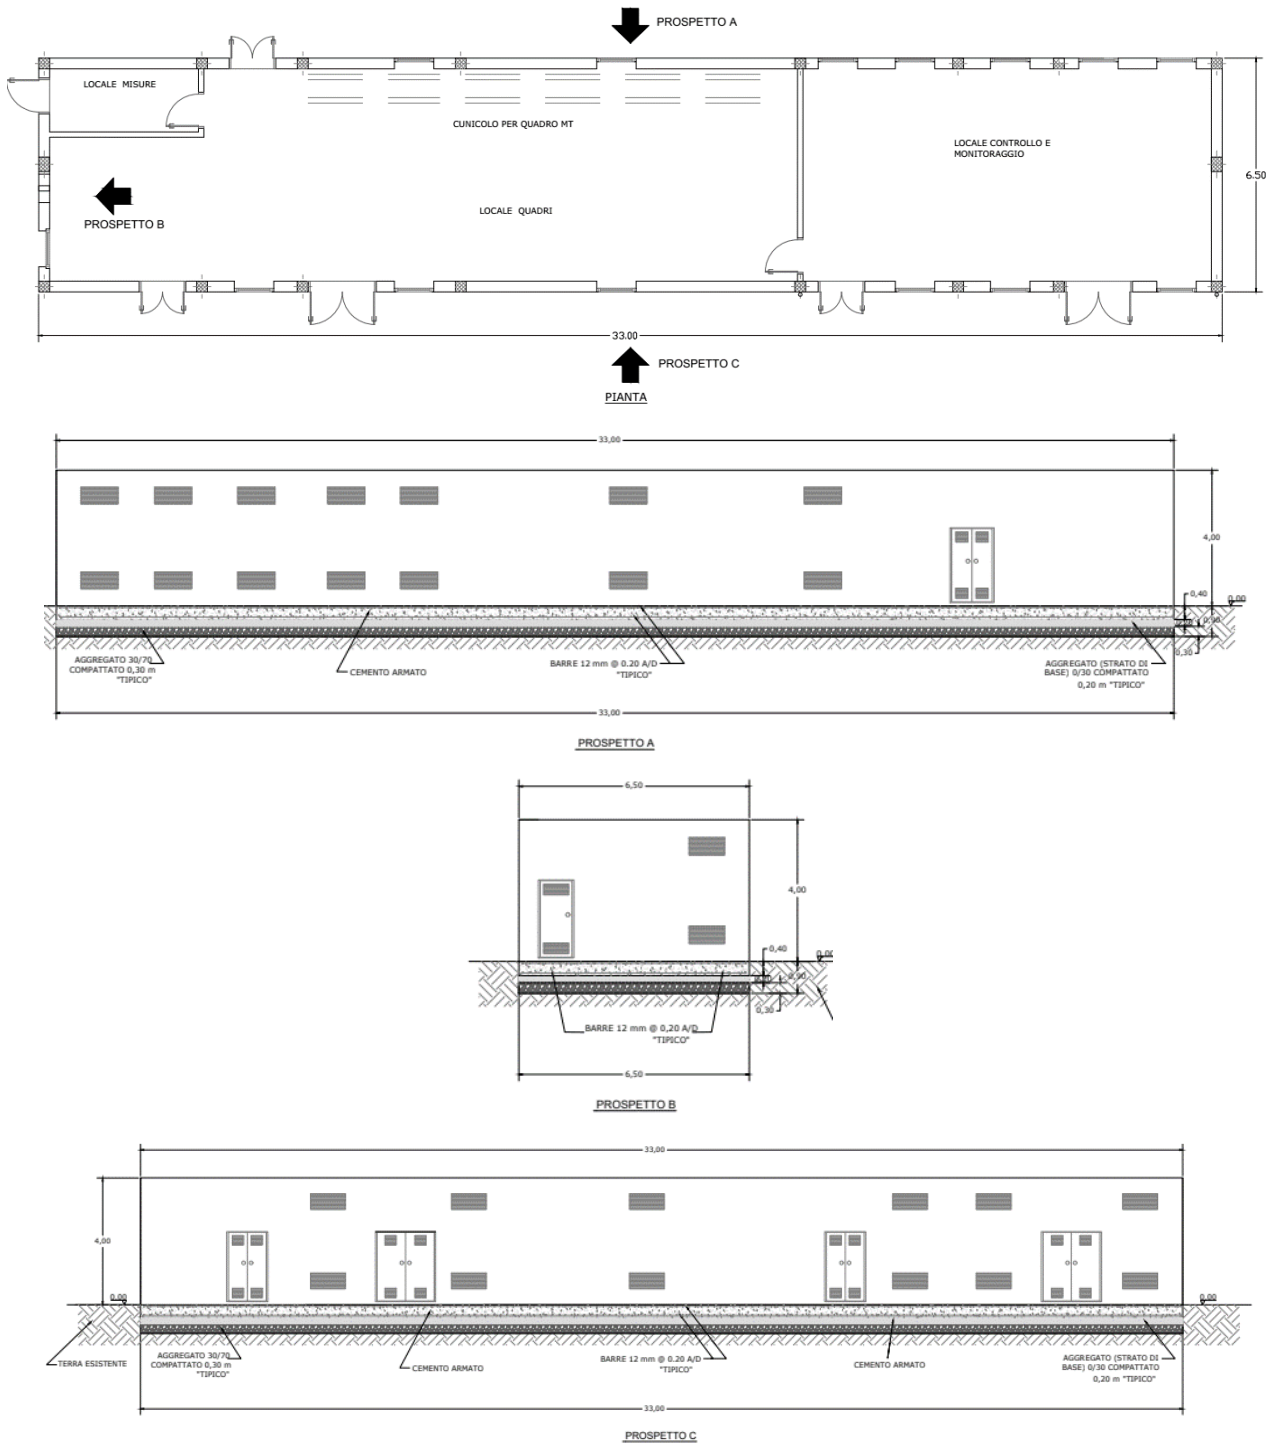 PROSPETTO A
LOCALE MISURE
CUNICOLO PER QUADRO MT
LOCALE CONTROLLO E
MONITORAGGIO
6.50
LOCALE QUADRI
PROSPETTO B
33.00
PROSPETTO C
PIANTA
33,00
4,00
0,40
0.00
0,90
0,30
AGGREGATO 30/70
COMPATTATO 0,30 m
"TIPICO"
CEMENTO ARMATO
BARRE 12 mm @ 0.20 A/D
"TIPICO"
AGGREGATO (STRATO DI
BASE) 0/30 COMPATTATO
0,20 m "TIPICO"
33,00
PROSPETTO A
6,50
4,00
0,40
0,00
0,90
0,30
BARRE 12 mm @ 0,20 A/D
"TIPICO"
6,50
PROSPETTO B
33,00
4,00
0.00
0.00
TERRA ESISTENTE
AGGREGATO 30/70
COMPATTATO 0,30 m
"TIPICO"
CEMENTO ARMATO
BARRE 12 mm @ 0.20 A/D
"TIPICO"
CEMENTO ARMATO
AGGREGATO (STRATO DI
BASE) 0/30 COMPATTATO
0,20 m "TIPICO"
33,00
PROSPETTO C